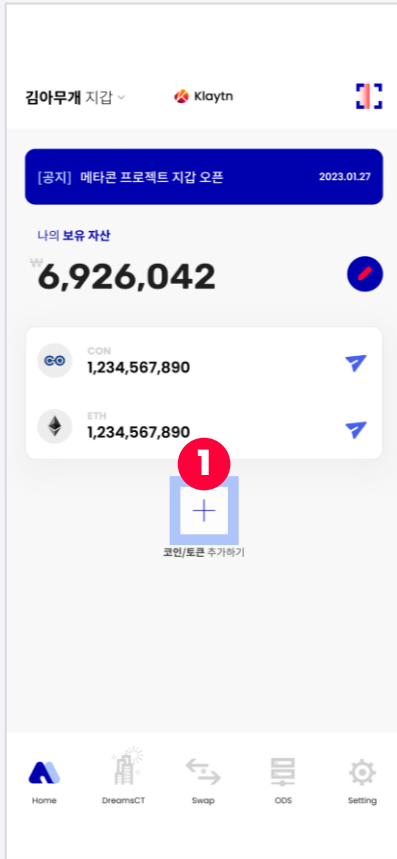 김아무개 지갑
Klaytn
[공지] 메타콘 프로젝트 지갑 오픈 2023.01.27
나의 보유 자산
₩6,926,042
CON
1,234,567,890
ETH
1,234,567,890
1
코인/토큰 추가하기
Home DreamsCT Swap ODS Setting